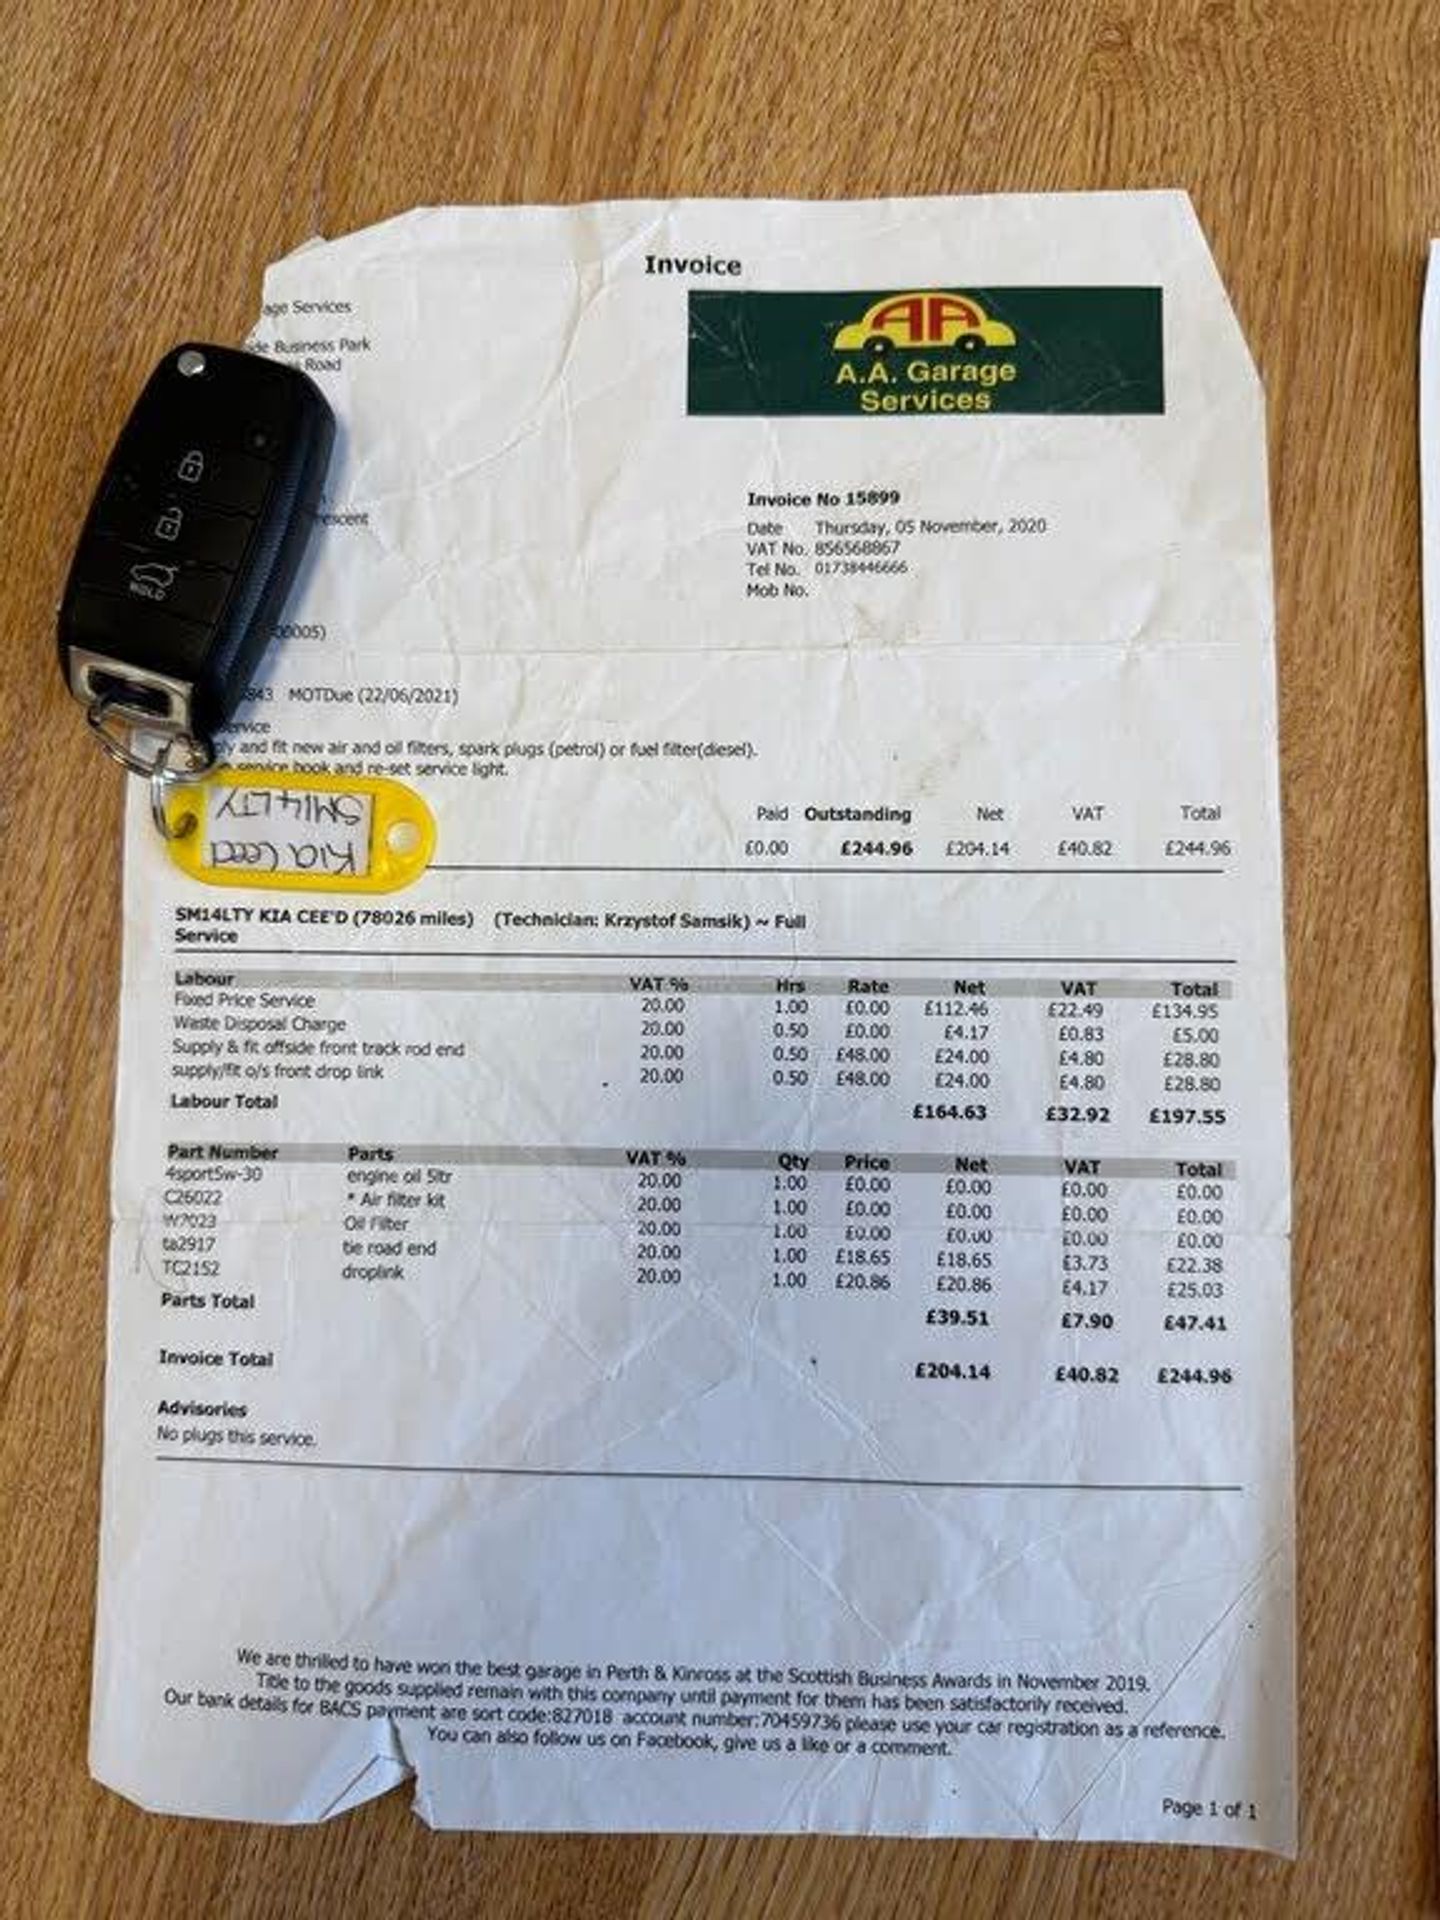 Invoice
age Services
ide Business Park
Road
AA
A.A. Garage
Services
Invoice No 15899
Date Thursday, 05 November, 2020
VAT No. 856568867
Tel No. 01738446666
Mob No.
rescent
00005)
843 MOTDue (22/06/2021)
ervice
ply and fit new air and oil filters, spark plugs (petrol) or fuel filter(diesel).
service book and re-set service light.
HOLD
KIA Ceed
SM14LTY
Paid Outstanding Net VAT Total
£0.00 £244.96 £204.14 £40.82 £244.96
SM14LTY KIA CEE'D (78026 miles) (Technician: Krzystof Samsik) ~ Full
Service
Labour VAT % Hrs Rate Net VAT Total
Fixed Price Service 20.00 1.00 £0.00 £112.46 £22.49 £134.95
Waste Disposal Charge 20.00 0.50 £0.00 £4.17 £0.83 £5.00
Supply & fit offside front track rod end 20.00 0.50 £48.00 £24.00 £4.80 £28.80
supply/fit o/s front drop link 20.00 0.50 £48.00 £24.00 £4.80 £28.80
Labour Total £164.63 £32.92 £197.55
Part Number Parts VAT % Qty Price Net VAT Total
4sport5w-30 engine oil 5ltr 20.00 1.00 £0.00 £0.00 £0.00 £0.00
C26022 * Air filter kit 20.00 1.00 £0.00 £0.00 £0.00 £0.00
W7023 Oil Filter 20.00 1.00 £0.00 £0.00 £0.00 £0.00
ta2917 tie road end 20.00 1.00 £18.65 £18.65 £3.73 £22.38
TC2152 droplink 20.00 1.00 £20.86 £20.86 £4.17 £25.03
Parts Total £39.51 £7.90 £47.41
Invoice Total £204.14 £40.82 £244.96
Advisories
No plugs this service.
We are thrilled to have won the best garage in Perth & Kinross at the Scottish Business Awards in November 2019.
Title to the goods supplied remain with this company until payment for them has been satisfactorily received.
Our bank details for BACS payment are sort code:827018 account number:70459736 please use your car registration as a reference.
You can also follow us on Facebook, give us a like or a comment.
Page 1 of 1